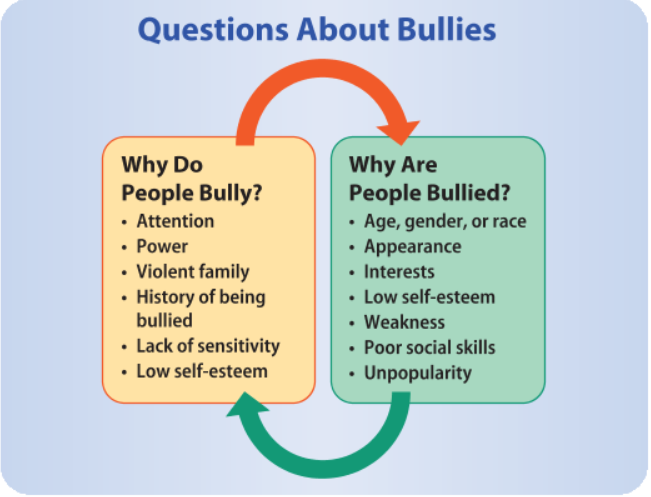 Questions About Bullies
Why Do
People Bully?
• Attention
• Power
• Violent family
• History of being
bullied
• Lack of sensitivity
• Low self-esteem
Why Are
People Bullied?
• Age, gender, or race
• Appearance
• Interests
• Low self-esteem
• Weakness
• Poor social skills
• Unpopularity